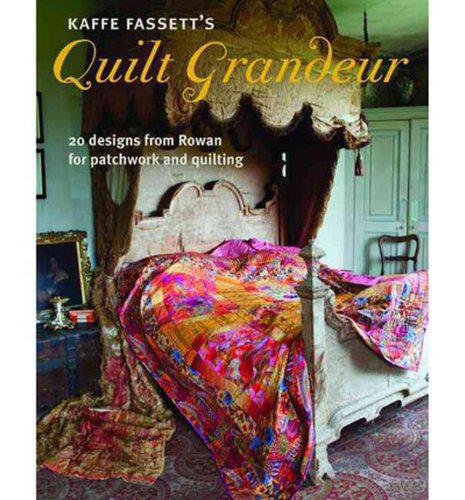 KAFFE FASSETT'S
Quilt Grandeur
20 designs from Rowan
for patchwork and quilting